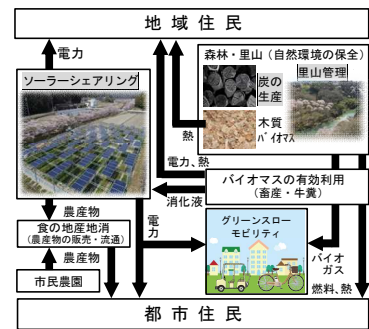 地域住民
電力
ソーラーシェアリング
森林・里山（自然環境の保全）
炭の
生産
里山管理
木質
バイオマス
熱
電力、熱
消化液
バイオマスの有効利用
（畜産・牛糞）
農産物
食の地産地消
（農産物の販売・流通）
農産物
市民農園
電
力
グリーンスロー
モビリティ
バイオ
ガス
燃料、熱
都市住民